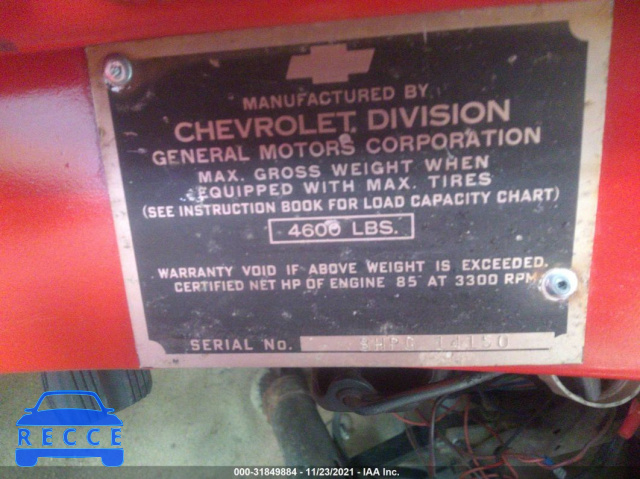 MANUFACTURED BY
CHEVROLET DIVISION
GENERAL MOTORS CORPORATION
MAX. GROSS WEIGHT WHEN
EQUIPPED WITH MAX. TIRES
(SEE INSTRUCTION BOOK FOR LOAD CAPACITY CHART)
4600 LBS.
WARRANTY VOID IF ABOVE WEIGHT IS EXCEEDED.
CERTIFIED NET HP OF ENGINE 85 AT 3300 RPM
SERIAL No.
RECCE
000-31849884 - 11/23/2021 - IAA Inc.